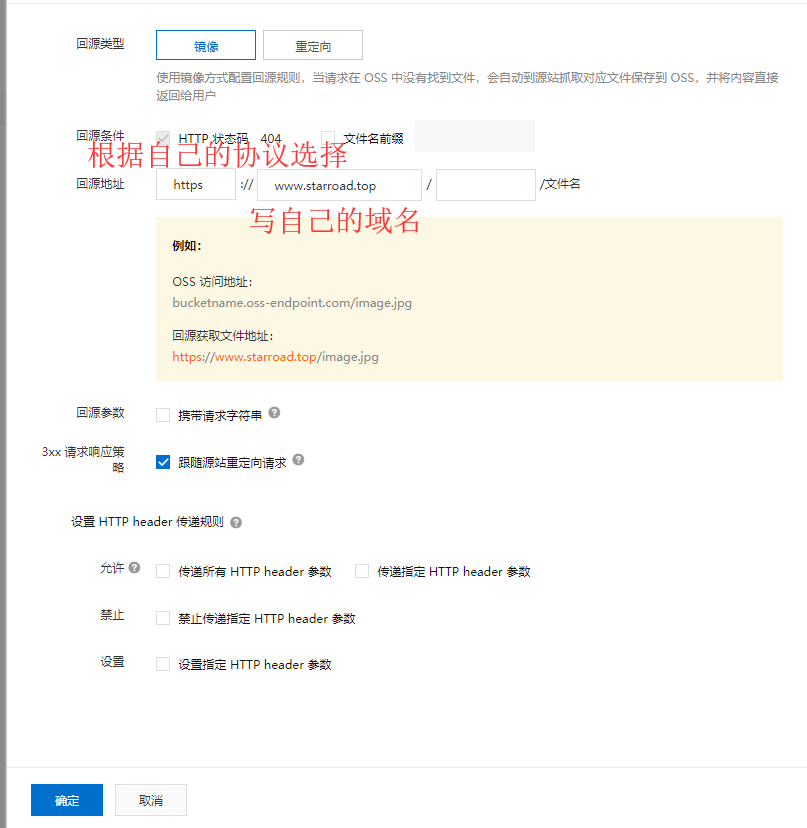 回源类型 镜像 重定向
使用镜像方式配置回源规则，当请求在 OSS 中没有找到文件，会自动到源站抓取对应文件保存到 OSS，并将内容直接
返回给用户
回源条件 HTTP 状态码 404 文件名前缀
根据自己的协议选择
回源地址 https :// www.starroad.top / /文件名
写自己的域名
例如：
OSS 访问地址：
bucketname.oss-endpoint.com/image.jpg
回源获取文件地址：
https://www.starroad.top/image.jpg
回源参数 携带请求字符串 ?
3xx 请求响应策
略 跟随源站重定向请求 ?
设置 HTTP header 传递规则 ?
允许 ? 传递所有 HTTP header 参数 传递指定 HTTP header 参数
禁止 禁止传递指定 HTTP header 参数
设置 设置指定 HTTP header 参数
确定 取消